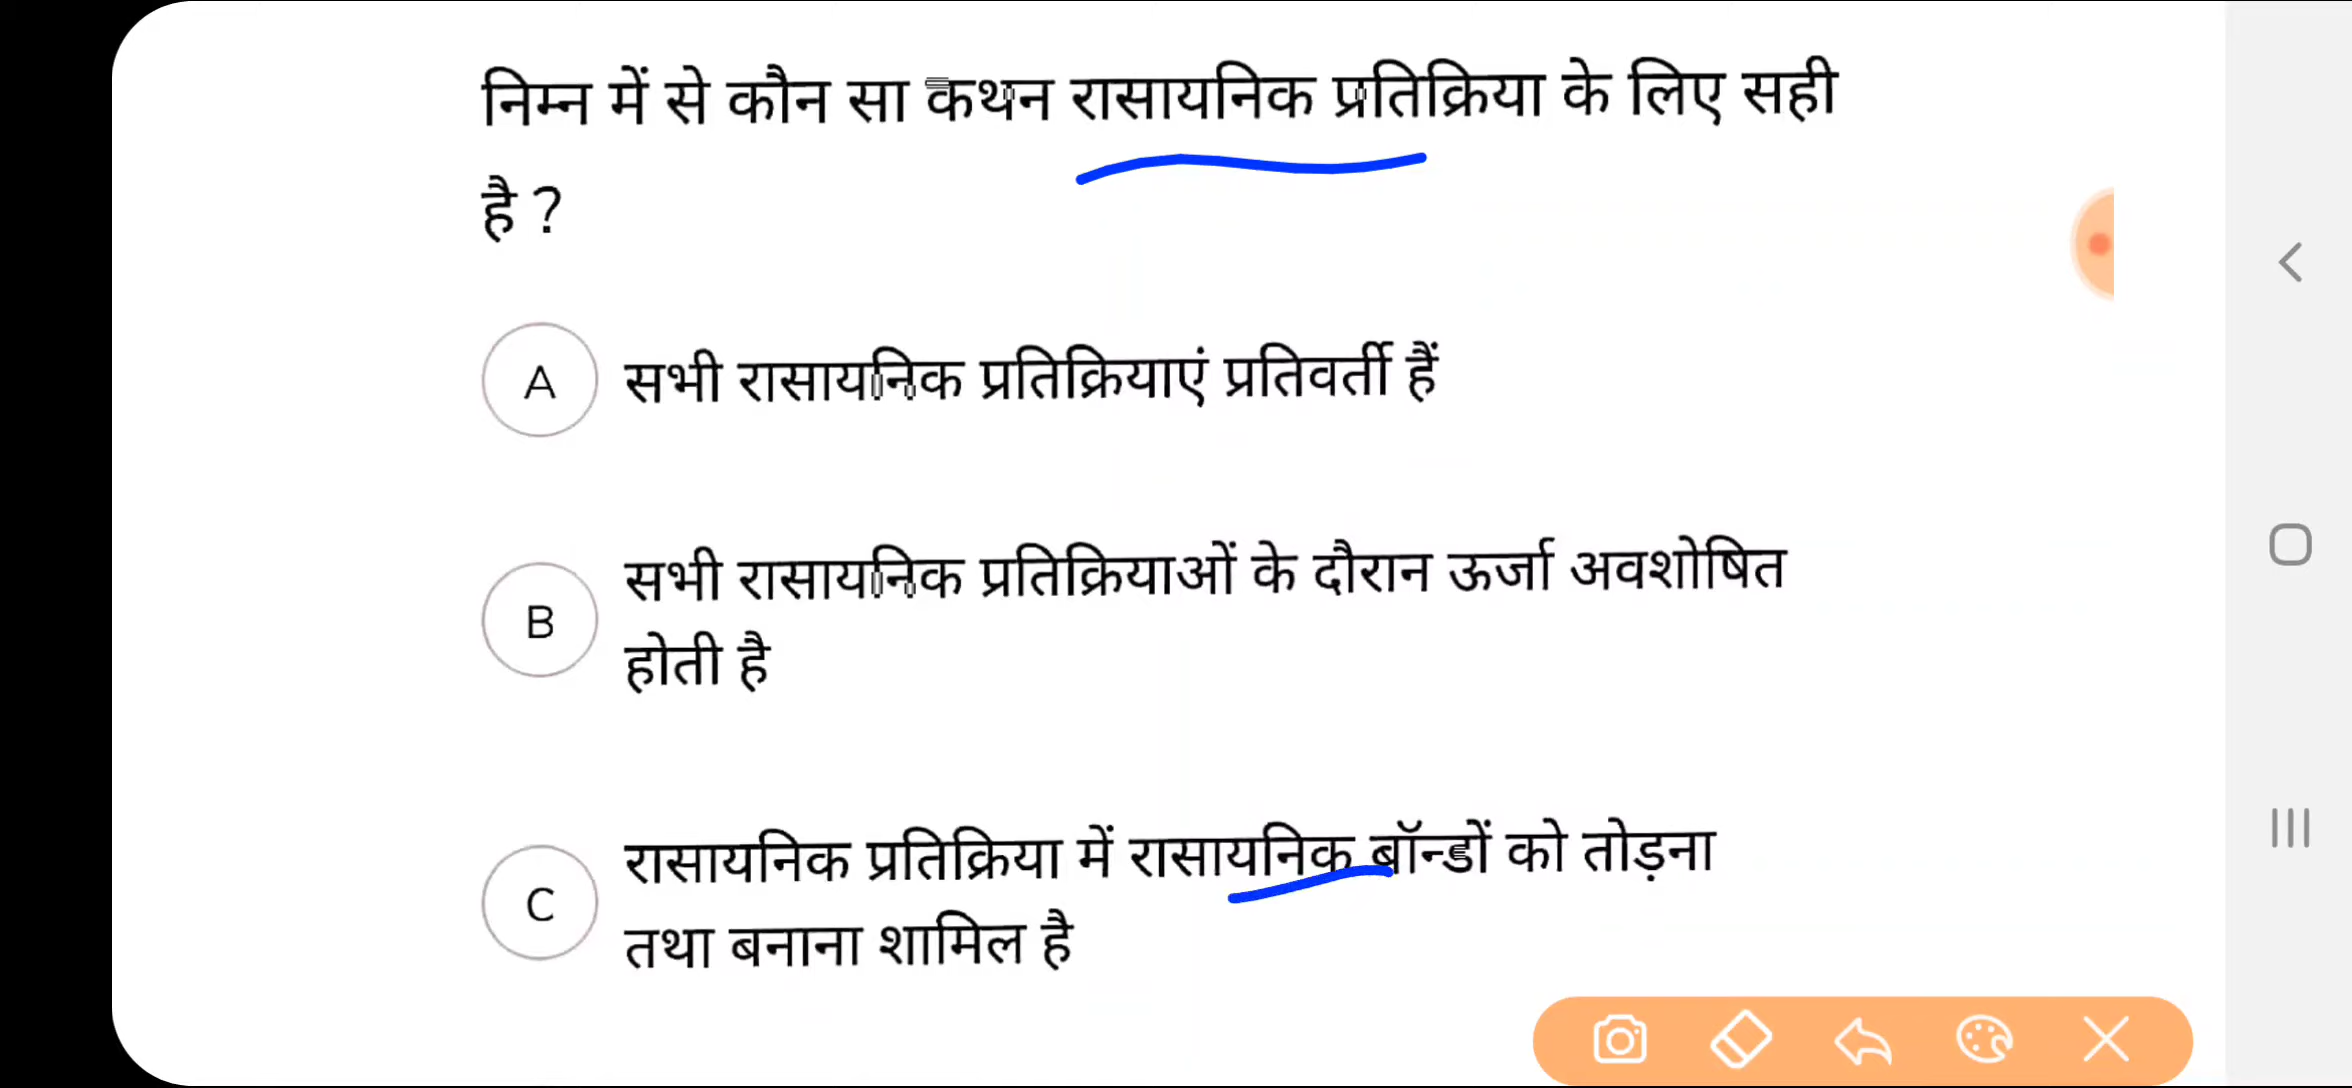 निम्न में से कौन सा कथन रासायनिक प्रतिक्रिया के लिए सही
है ?
A सभी रासायनिक प्रतिक्रियाएं प्रतिवर्ती हैं
B सभी रासायनिक प्रतिक्रियाओं के दौरान ऊर्जा अवशोषित
होती है
C रासायनिक प्रतिक्रिया में रासायनिक बॉन्डों को तोड़ना
तथा बनाना शामिल है